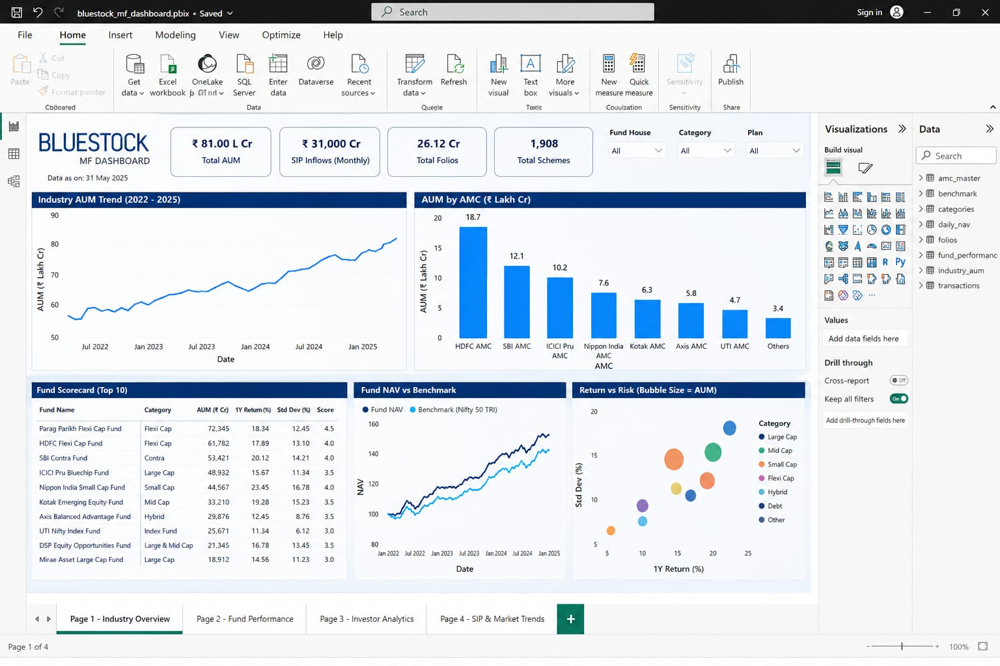 bluestock_mf_dashboard.pbix • Saved
Search
Sign in
File Home Insert Modeling View Optimize Help
Paste
Cut
Copy
Format painter
Get data
Excel workbook
OneLake
SQL Server
Enter data
Dataverse
Recent sources
Transform data
Refresh
New visual
Text box
More visuals
New measure
Quick measure
Sensitivity
Publish
Data
Sensitivity
Share
BLUESTOCK
MF DASHBOARD
Data as on: 31 May 2025
₹ 81.00 L Cr
Total AUM
₹ 31,000 Cr
SIP Inflows (Monthly)
26.12 Cr
Total Folios
1,908
Total Schemes
Fund House
All
Category
All
Plan
All
Industry AUM Trend (2022 - 2025)
AUM (₹ Lakh Cr)
90
80
70
60
50
Jul 2022 Jan 2023 Jul 2023 Jan 2024 Jul 2024 Jan 2025
Date
AUM by AMC (₹ Lakh Cr)
AUM (₹ Lakh Cr)
20
15
10
5
0
18.7
12.1
10.2
7.6
6.3
5.8
4.7
3.4
HDFC AMC
SBI AMC
ICICI Pru AMC
Nippon India AMC
Kotak AMC
Axis AMC
UTI AMC
Others
AMC
Fund Scorecard (Top 10)
Fund Name Category AUM (₹ Cr) 1Y Return (%) Std Dev (%) Score
Parag Parikh Flexi Cap Fund Flexi Cap 72,345 18.34 12.45 4.5
HDFC Flexi Cap Fund Flexi Cap 61,782 17.89 13.10 4.0
SBI Contra Fund Contra 53,421 20.12 14.21 4.0
ICICI Pru Bluechip Fund Large Cap 48,932 15.67 11.34 3.5
Nippon India Small Cap Fund Small Cap 44,567 23.45 16.78 4.0
Kotak Emerging Equity Fund Mid Cap 33,210 19.28 15.23 3.5
Axis Balanced Advantage Fund Hybrid 29,876 12.45 8.76 3.5
UTI Nifty Index Fund Index Fund 25,671 11.34 6.12 3.0
DSP Equity Opportunities Fund Large & Mid Cap 21,345 16.78 13.45 3.5
Mirae Asset Large Cap Fund Large Cap 18,912 14.56 11.23 3.0
Fund NAV vs Benchmark
Fund NAV Benchmark (Nifty 50 TRI)
NAV
160
140
120
100
80
Jan 2022 Jul 2022 Jan 2023 Jul 2023 Jan 2024 Jul 2024 Jan 2025
Date
Return vs Risk (Bubble Size = AUM)
Std Dev (%)
20
15
10
5
5 10 15 20 25
1Y Return (%)
Category
Large Cap
Mid Cap
Small Cap
Flexi Cap
Hybrid
Debt
Other
Visualizations
Build visual
R Py
Values
Add data fields here
Drill through
Cross-report Off
Keep all filters On
Add drill-through fields here
Data
Search
amc_master
benchmark
categories
daily_nav
folios
fund_performanc
industry_aum
transactions
Page 1 - Industry Overview
Page 2 - Fund Performance
Page 3 - Investor Analytics
Page 4 - SIP & Market Trends
+
Page 1 of 4
- + 100%